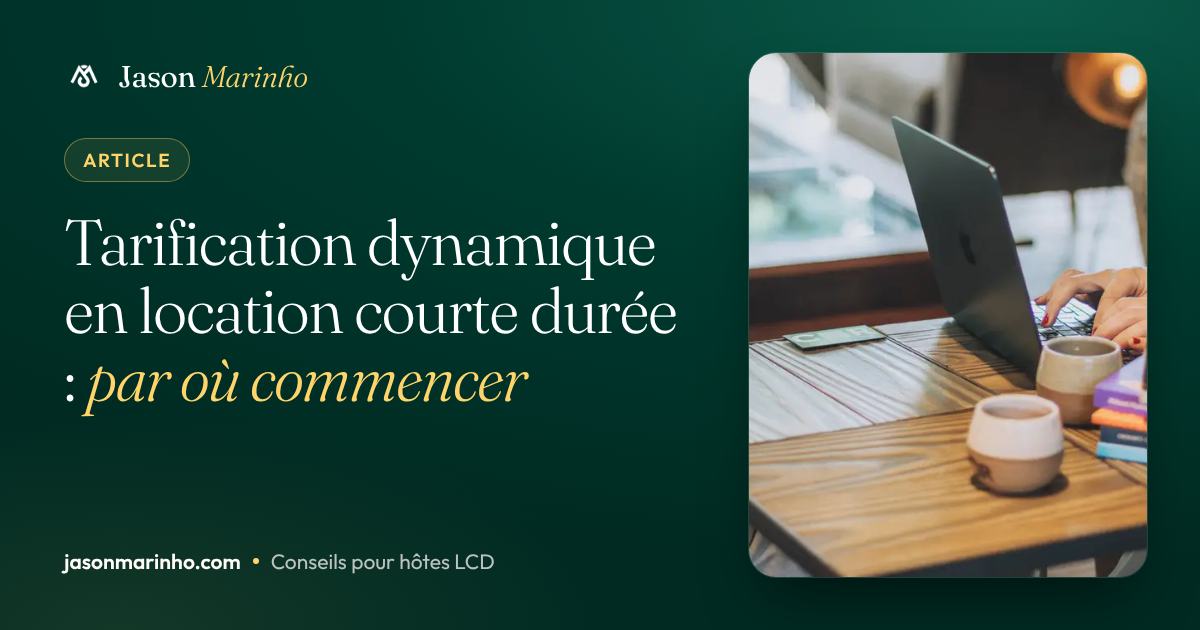 Jason Marinho
ARTICLE
Tarification dynamique
en location courte durée
: par où commencer
jasonmarinho.com • Conseils pour hôtes LCD